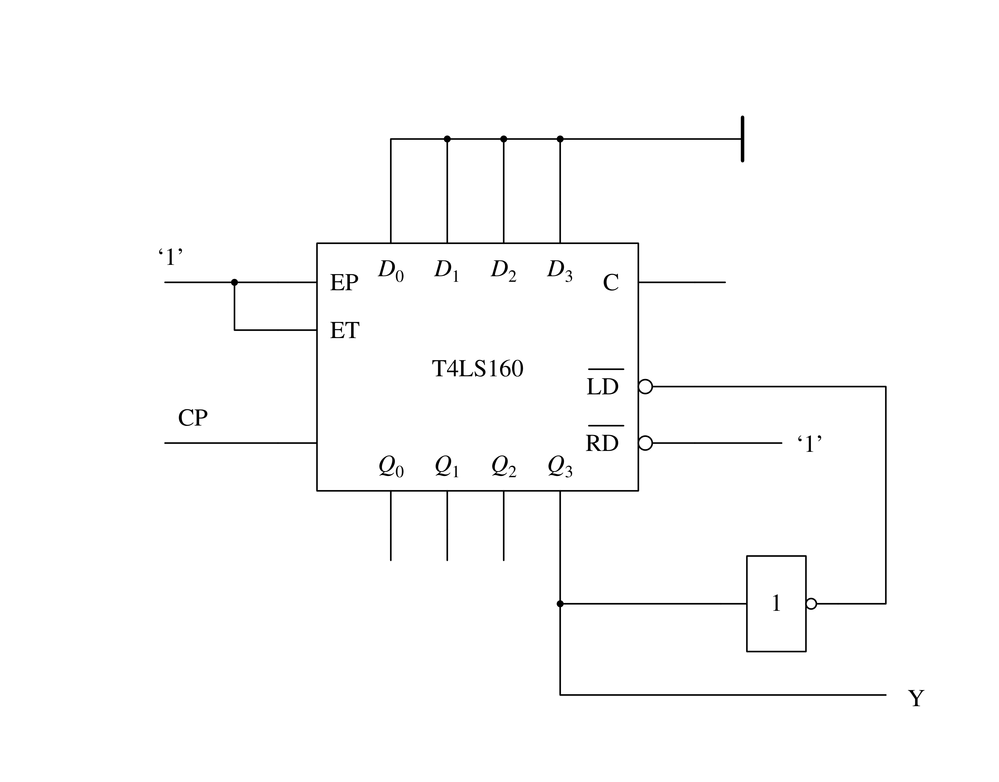 ‘1’
EP
D0
D1
D2
D3
C
ET
T4LS160
LD
CP
RD
‘1’
Q0
Q1
Q2
Q3
1
Y